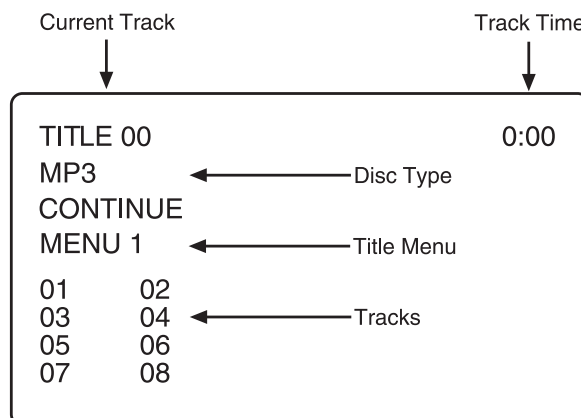 Current Track Track Time
TITLE 00 0:00
MP3 Disc Type
CONTINUE
MENU 1 Title Menu
01 02
03 04 Tracks
05 06
07 08